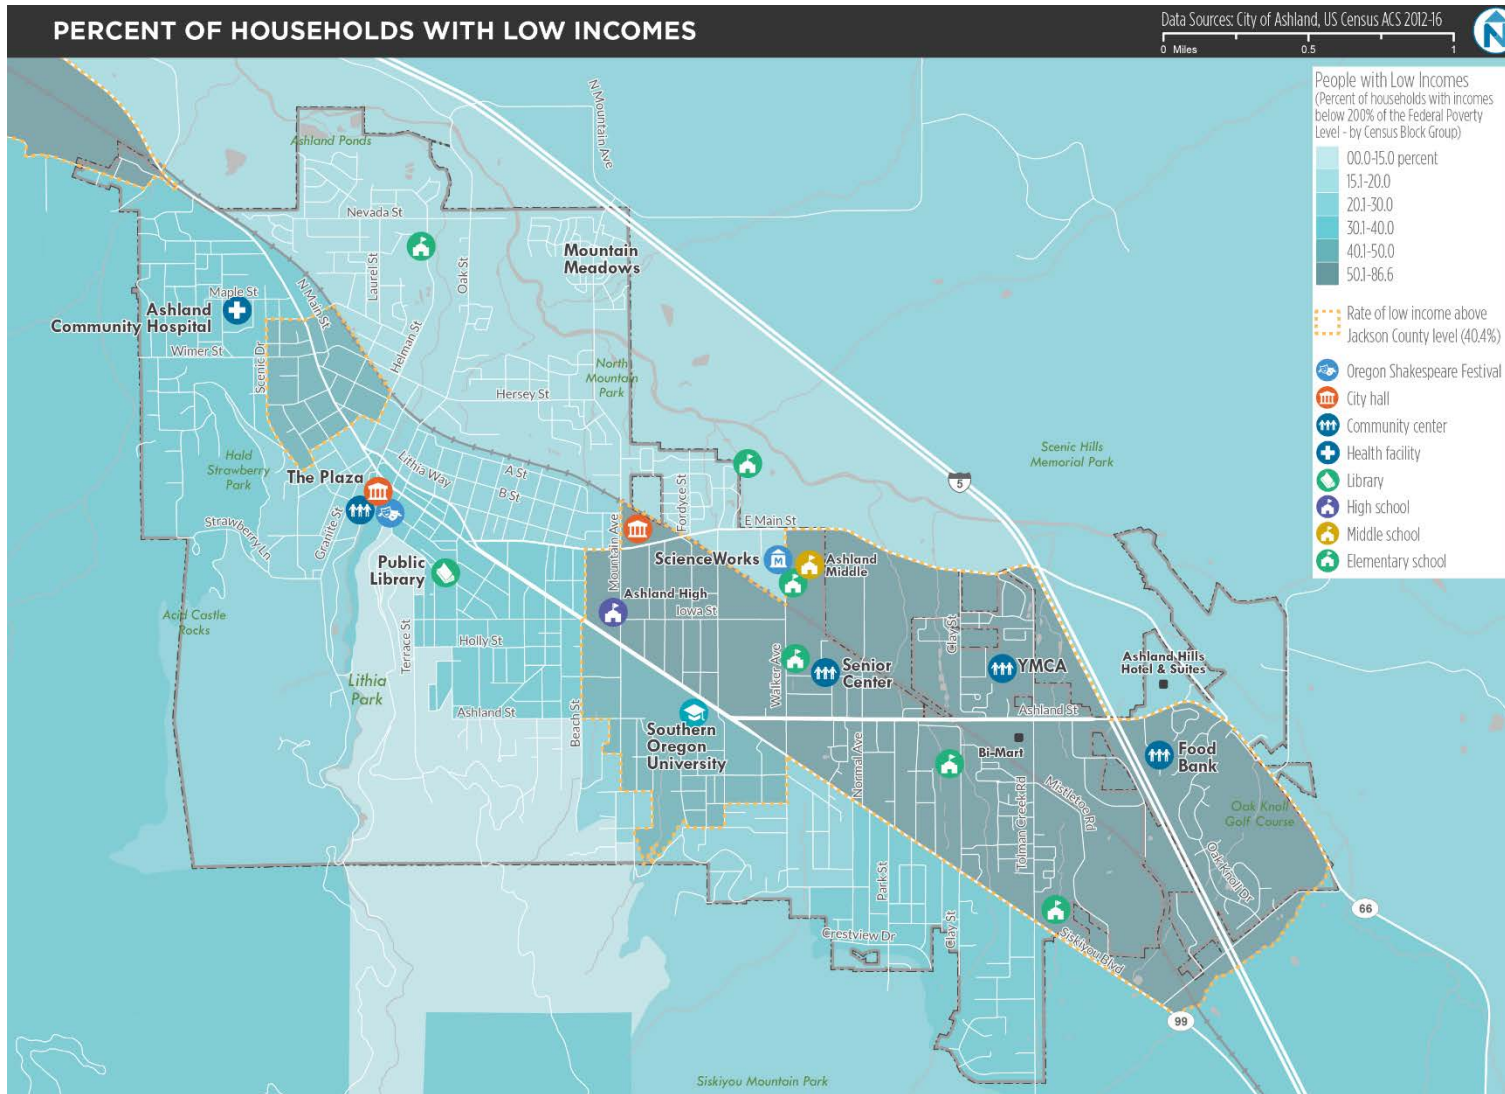 PERCENT OF HOUSEHOLDS WITH LOW INCOMES
Data Sources: City of Ashland, US Census ACS 2012-16
0 Miles 0.5 1
N
People with Low Incomes
(Percent of households with incomes
below 200% of the Federal Poverty
Level - by Census Block Group)
00.0-15.0 percent
15.1-20.0
20.1-30.0
30.1-40.0
40.1-50.0
50.1-86.6
Rate of low income above
Jackson County level (40.4%)
Oregon Shakespeare Festival
City hall
Community center
Health facility
Library
High school
Middle school
Elementary school
N Mountain Ave
Ashland Ponds
Nevada St
Laurel St
Oak St
Mountain
Meadows
Maple St
Ashland
Community Hospital
N Main St
Wimer St
Scenic Dr
Helman St
Hersey St
North
Mountain
Park
Hald
Strawberry
Park
The Plaza
Lithia Way
A St
B St
Fordyce St
Scenic Hills
Memorial Park
5
Strawberry Ln
Granite St
Mountain Ave
E Main St
Public
Library
ScienceWorks
M
Ashland
Middle
Ashland High
Iowa St
Acid Castle
Rocks
Terrace St
Holly St
Clay St
Walker Ave
Senior
Center
YMCA
Ashland Hills
Hotel & Suites
Lithia
Park
Ashland St
Beach St
Ashland St
Southern
Oregon
University
Normal Ave
Bi-Mart
Food
Bank
Mistletoe Rd
Tolman Creek Rd
Oak Knoll
Golf Course
Oak Knoll Dr
Park St
Clay St
Crestview Dr
Siskiyou Blvd
66
99
Siskiyou Mountain Park